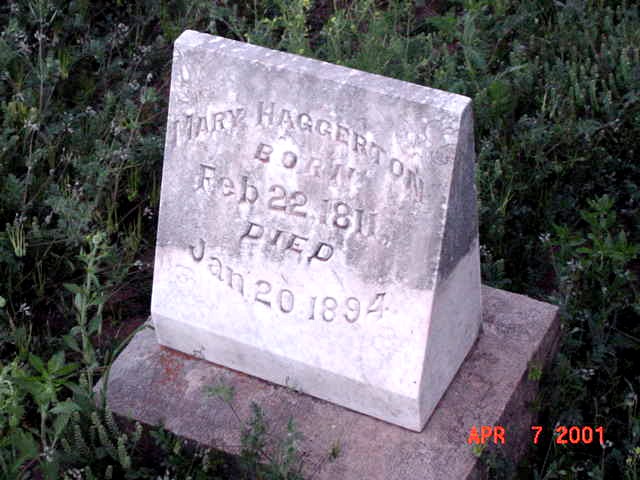 MARY HAGGERTON
BORN
Feb 22, 1811,
DIED
Jan 20 1894
APR 7 2001